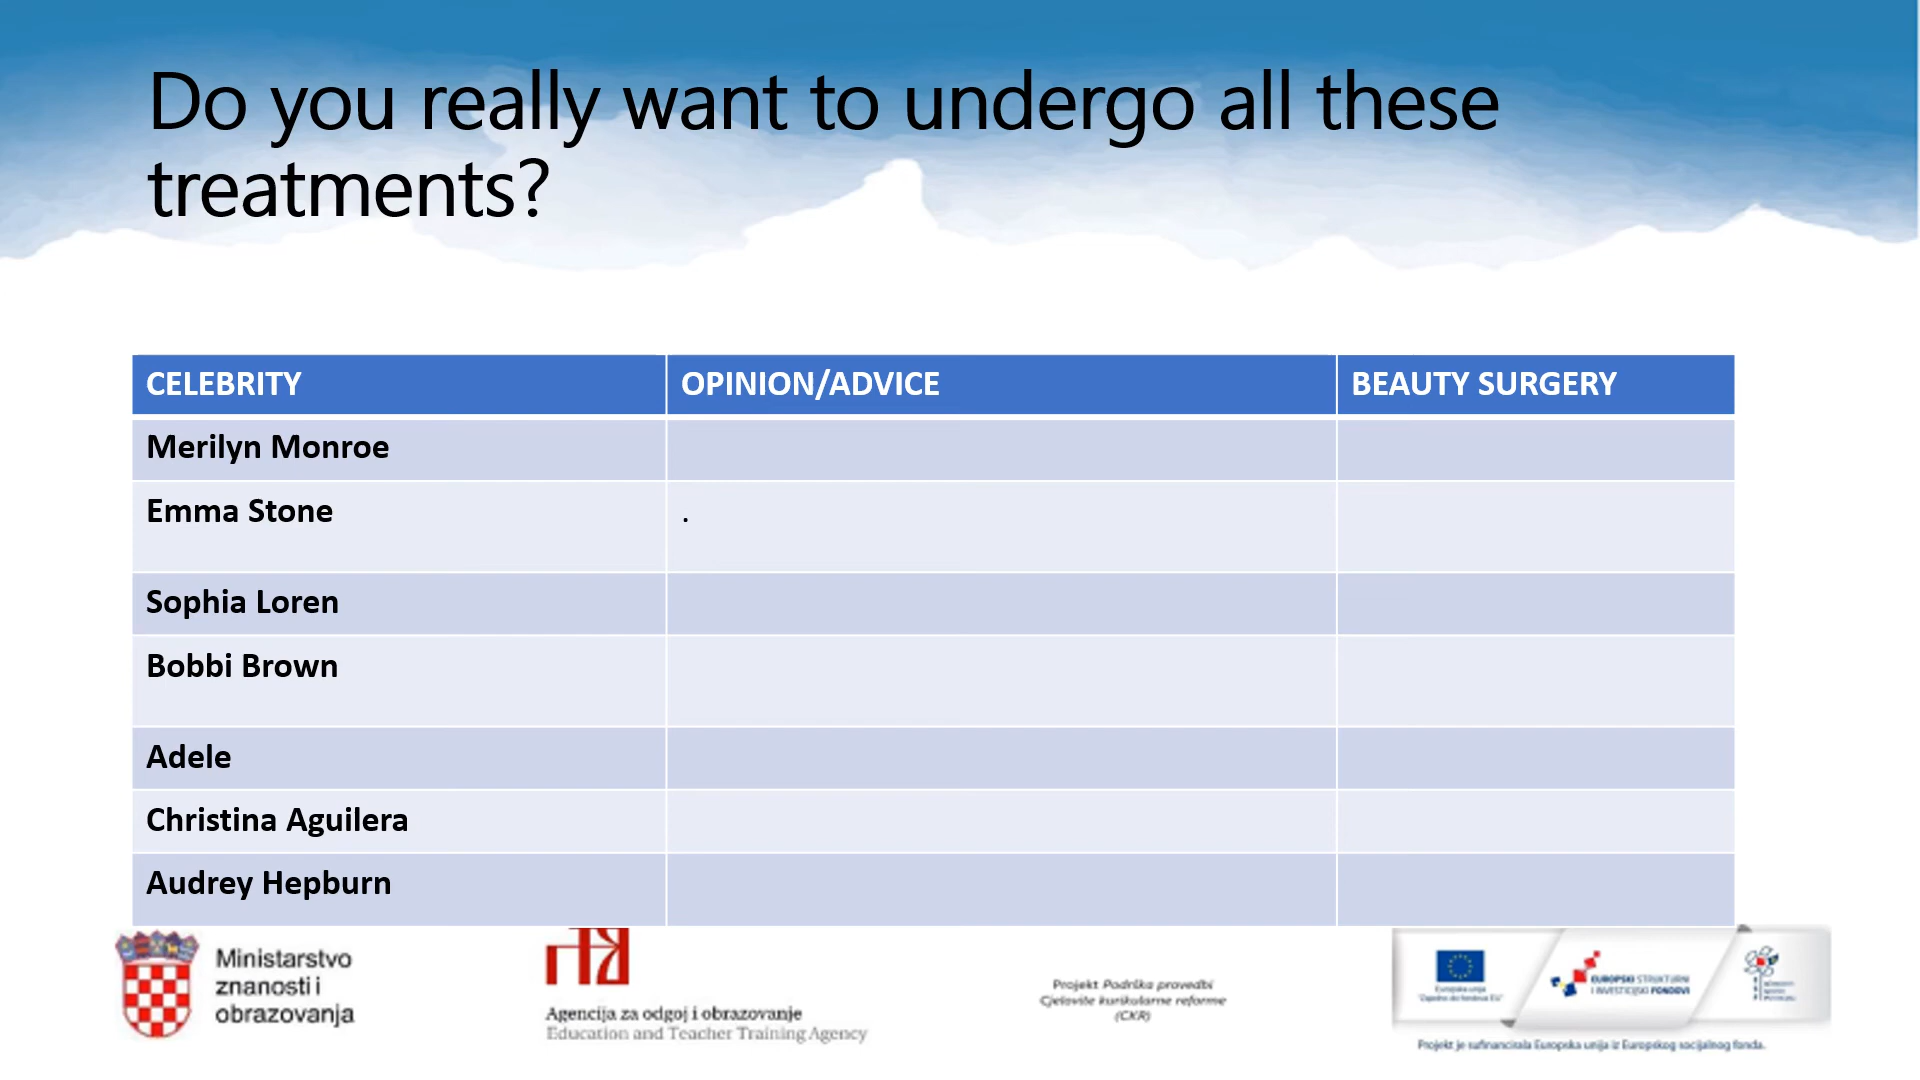 Do you really want to undergo all these
treatments?
CELEBRITY OPINION/ADVICE BEAUTY SURGERY
Merilyn Monroe
Emma Stone .
Sophia Loren
Bobbi Brown
Adele
Christina Aguilera
Audrey Hepburn
Ministarstvo
znanosti i
obrazovanja
Agencija za odgoj i obrazovanje
Education and Teacher Training Agency
Projekt Podrška provedbi
Cjelovite kurikularne reforme
(CKR)
Europska unija
EUROPSKI STRUKTURNI
I INVESTICIJSKI FONDOVI
Projekt je sufinancirala Europska unija iz Europskog socijalnog fonda.